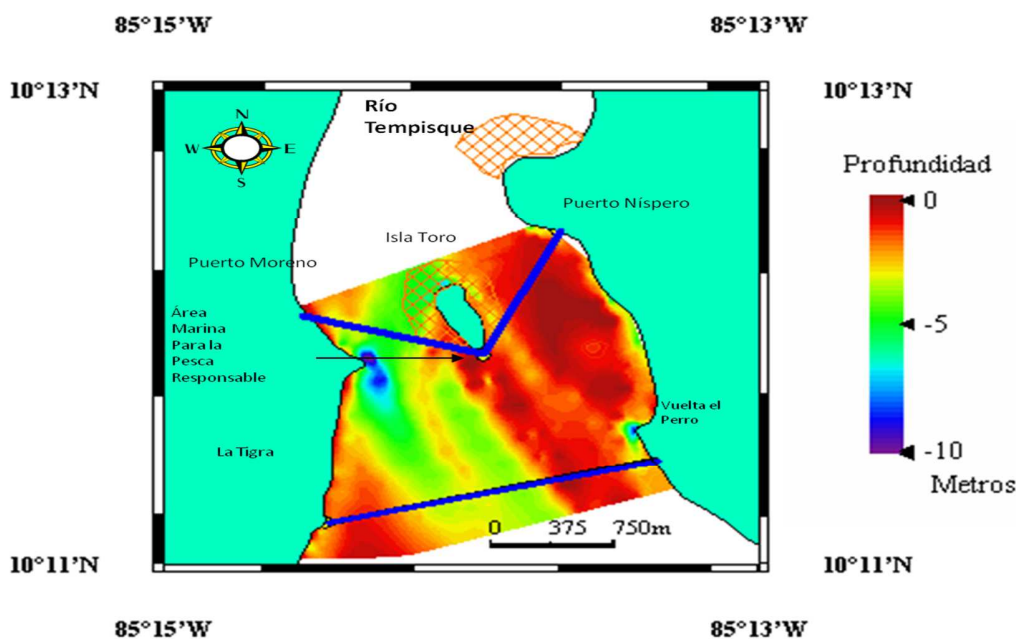 85°15'W
85°13'W
10°13'N
10°13'N
Río
Tempisque
N
W
E
S
Profundidad
0
-5
-10
Metros
Puerto Níspero
Isla Toro
Puerto Moreno
Área
Marina
Para la
Pesca
Responsable
Vuelta el
Perro
La Tigra
0 375 750m
10°11'N
10°11'N
85°15'W
85°13'W